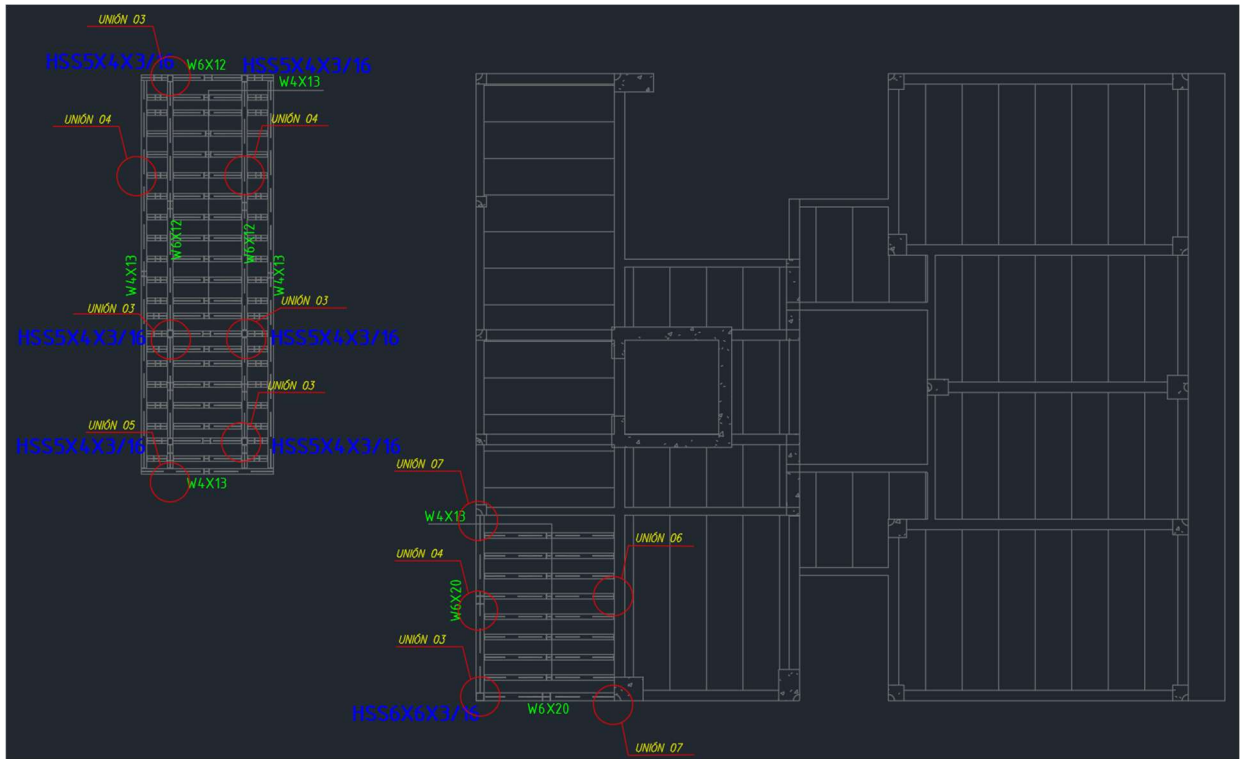 UNIÓN 03
HSS5X4X3/16
W6X12
HSS5X4X3/16
W4X13
UNIÓN 04
UNIÓN 04
W6X12
W6X12
W4X13
W4X13
UNIÓN 03
UNIÓN 03
HSS5X4X3/16
HSS5X4X3/16
UNIÓN 03
UNIÓN 05
HSS5X4X3/16
HSS5X4X3/16
W4X13
UNIÓN 07
W4X13
UNIÓN 06
UNIÓN 04
W6X20
UNIÓN 03
HSS6X6X3/16
W6X20
UNIÓN 07